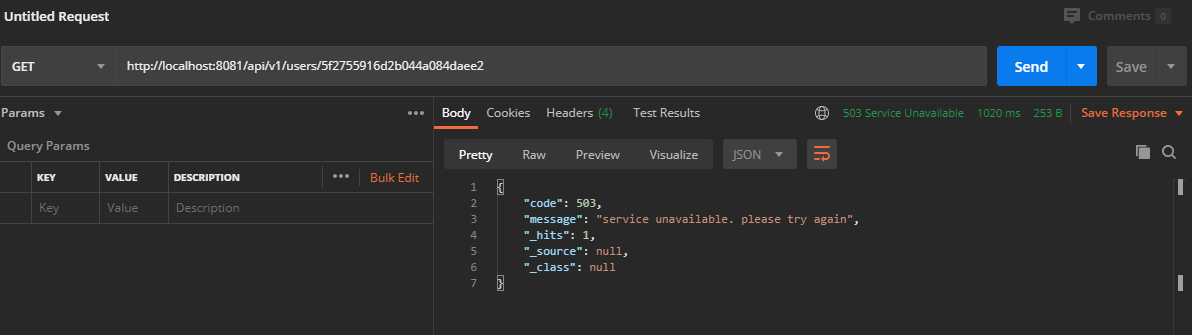 Untitled Request
Comments 0
GET http://localhost:8081/api/v1/users/5f2755916d2b044a084daee2 Send Save
Params
Query Params
KEY VALUE DESCRIPTION Bulk Edit
Key Value Description
Body Cookies Headers (4) Test Results 503 Service Unavailable 1020 ms 253 B Save Response
Pretty Raw Preview Visualize JSON
1 {
2 "code": 503,
3 "message": "service unavailable. please try again",
4 "_hits": 1,
5 "_source": null,
6 "_class": null
7 }